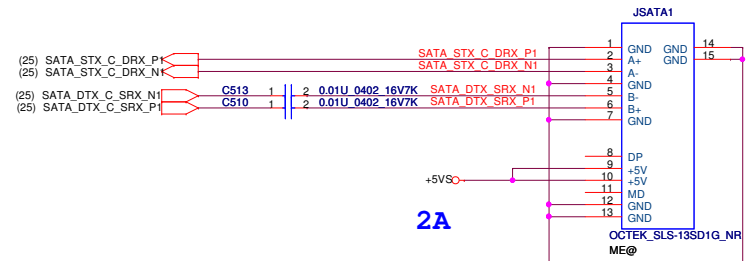 JSATA1
(25) SATA_STX_C_DRX_P1 SATA_STX_C_DRX_P1
(25) SATA_STX_C_DRX_N1 SATA_STX_C_DRX_N1
(25) SATA_DTX_C_SRX_N1 C513 1 2 0.01U_0402_16V7K SATA_DTX_SRX_N1
(25) SATA_DTX_C_SRX_P1 C510 1 2 0.01U_0402_16V7K SATA_DTX_SRX_P1
1 GND GND 14
2 A+ GND 15
3 A-
4 GND
5 B-
6 B+
7 GND
8 DP
9 +5V
+5VS 10 +5V
11 MD
12 GND
13 GND
2A
OCTEK_SLS-13SD1G_NR
ME@